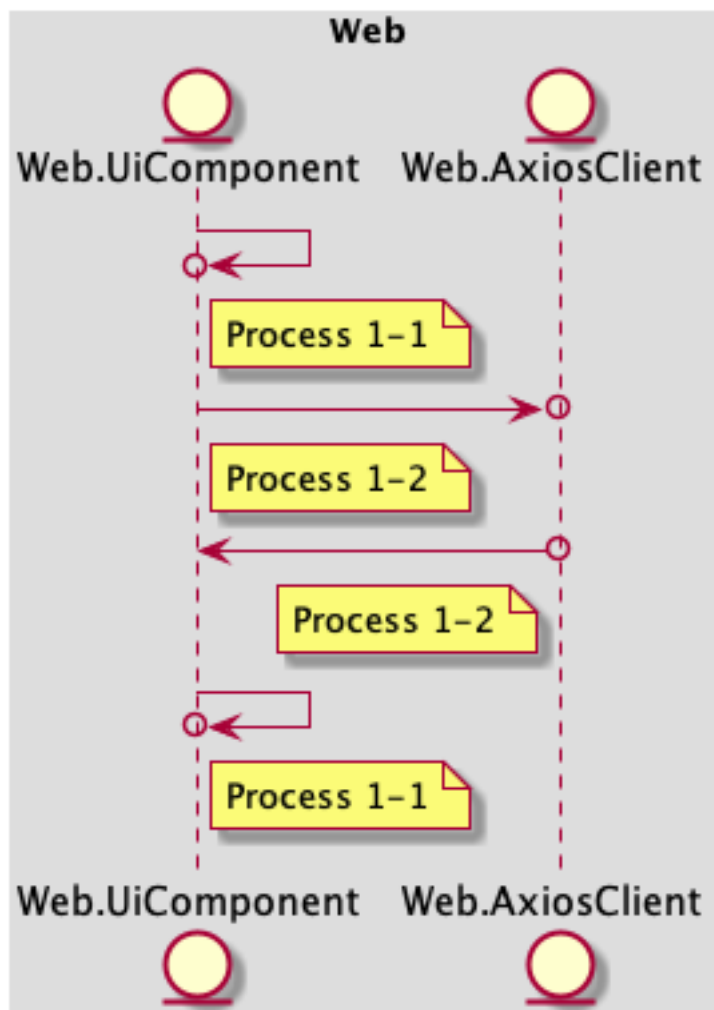 Web
Web.UiComponent Web.AxiosClient
Process 1-1
Process 1-2
Process 1-2
Process 1-1
Web.UiComponent Web.AxiosClient